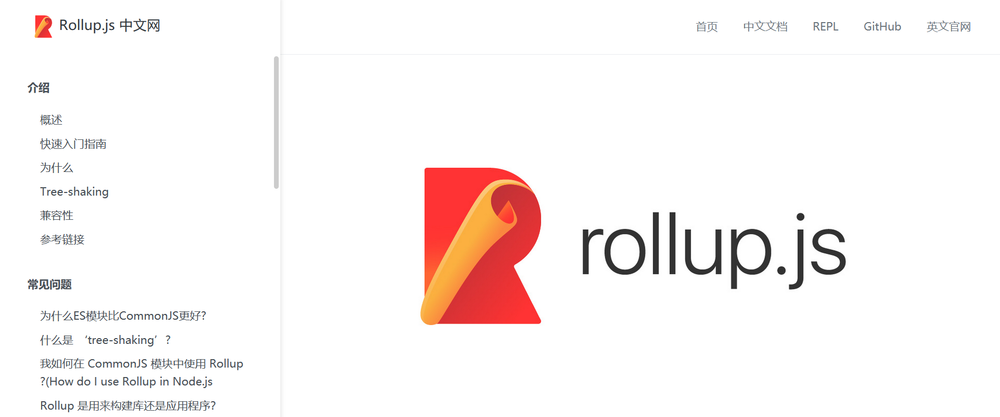 Rollup.js 中文网
首页 中文文档 REPL GitHub 英文官网
介绍
概述
快速入门指南
为什么
Tree-shaking
兼容性
参考链接
常见问题
为什么ES模块比CommonJS更好?
什么是 ‘tree-shaking’ ?
我如何在 CommonJS 模块中使用 Rollup
?(How do I use Rollup in Node.js
Rollup 是用来构建库还是应用程序?
rollup.js